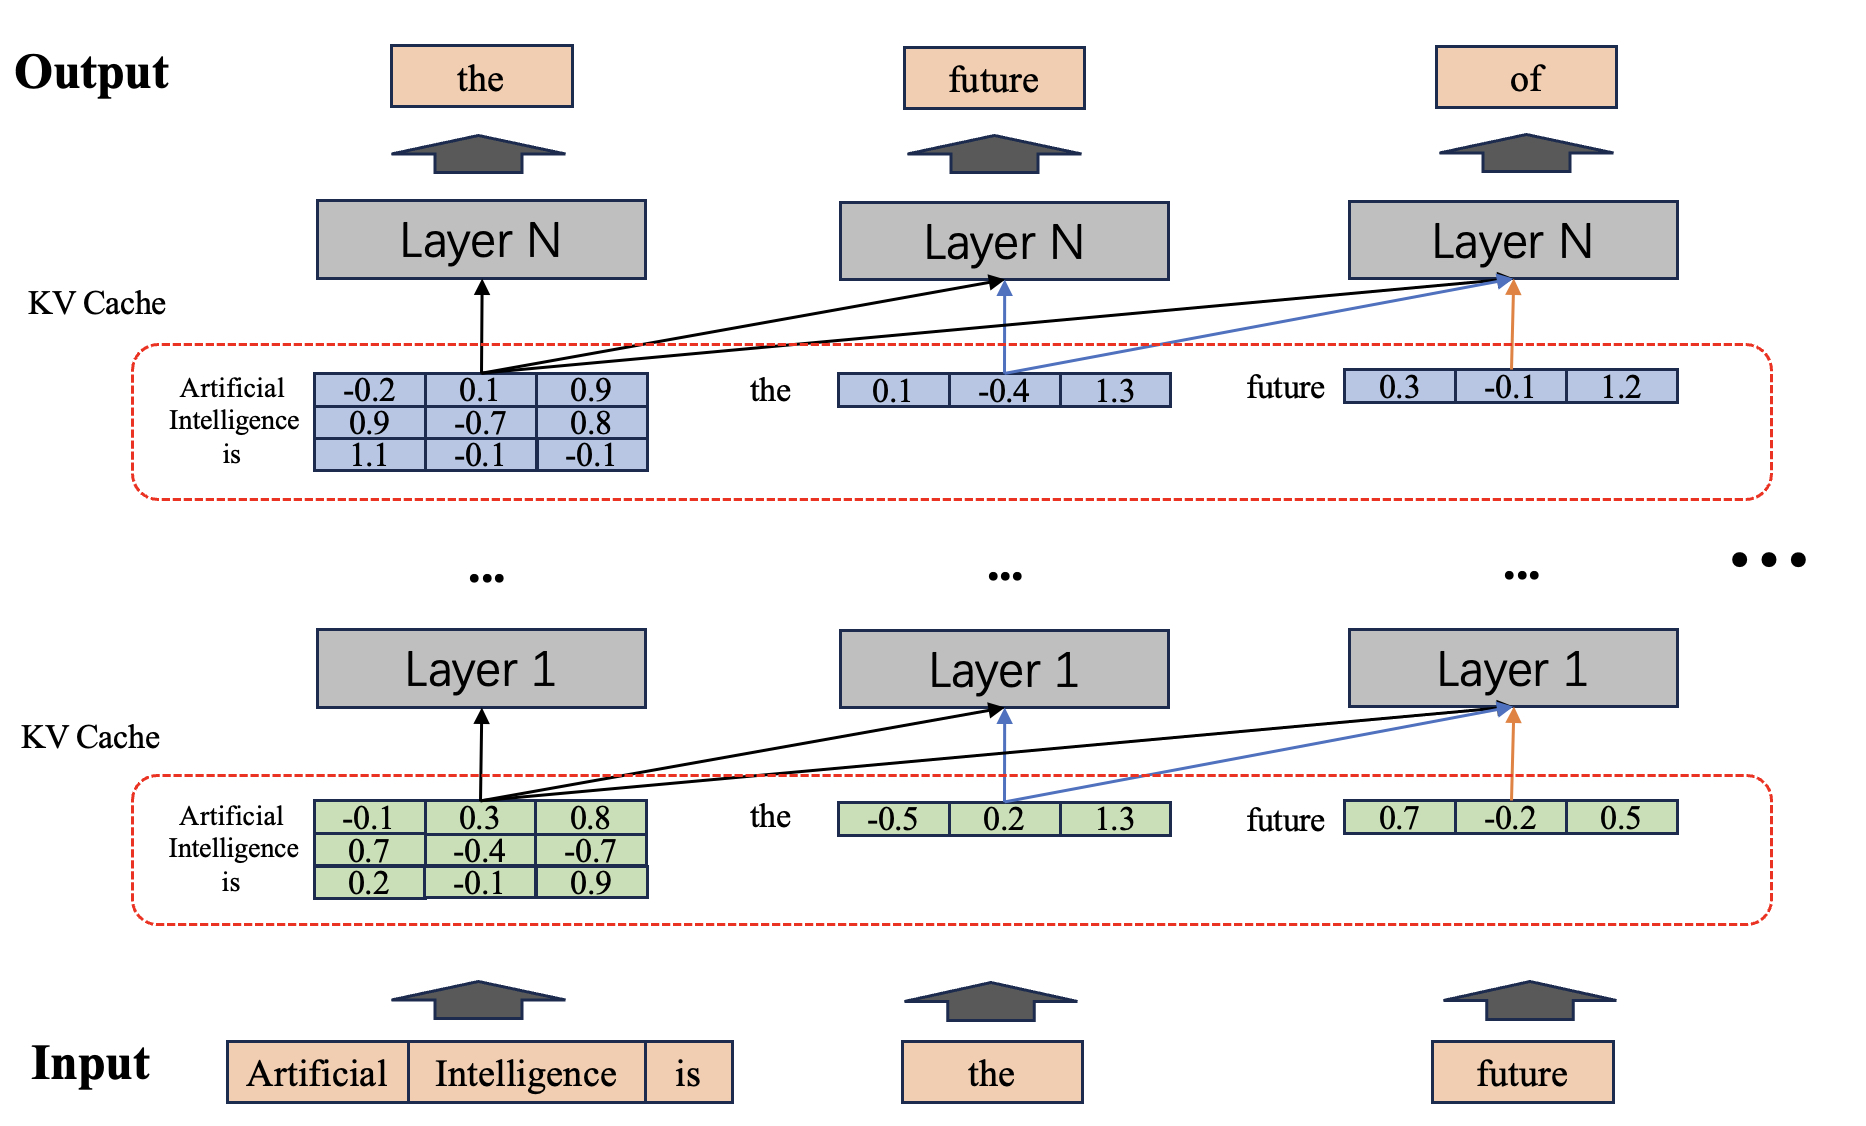 Output
the
future
of
Layer N
Layer N
Layer N
KV Cache
Artificial -0.2 0.1 0.9
Intelligence 0.9 -0.7 0.8
is 1.1 -0.1 -0.1
the 0.1 -0.4 1.3
future 0.3 -0.1 1.2
...
...
...
...
Layer 1
Layer 1
Layer 1
KV Cache
Artificial -0.1 0.3 0.8
Intelligence 0.7 -0.4 -0.7
is 0.2 -0.1 0.9
the -0.5 0.2 1.3
future 0.7 -0.2 0.5
Input
Artificial Intelligence is
the
future